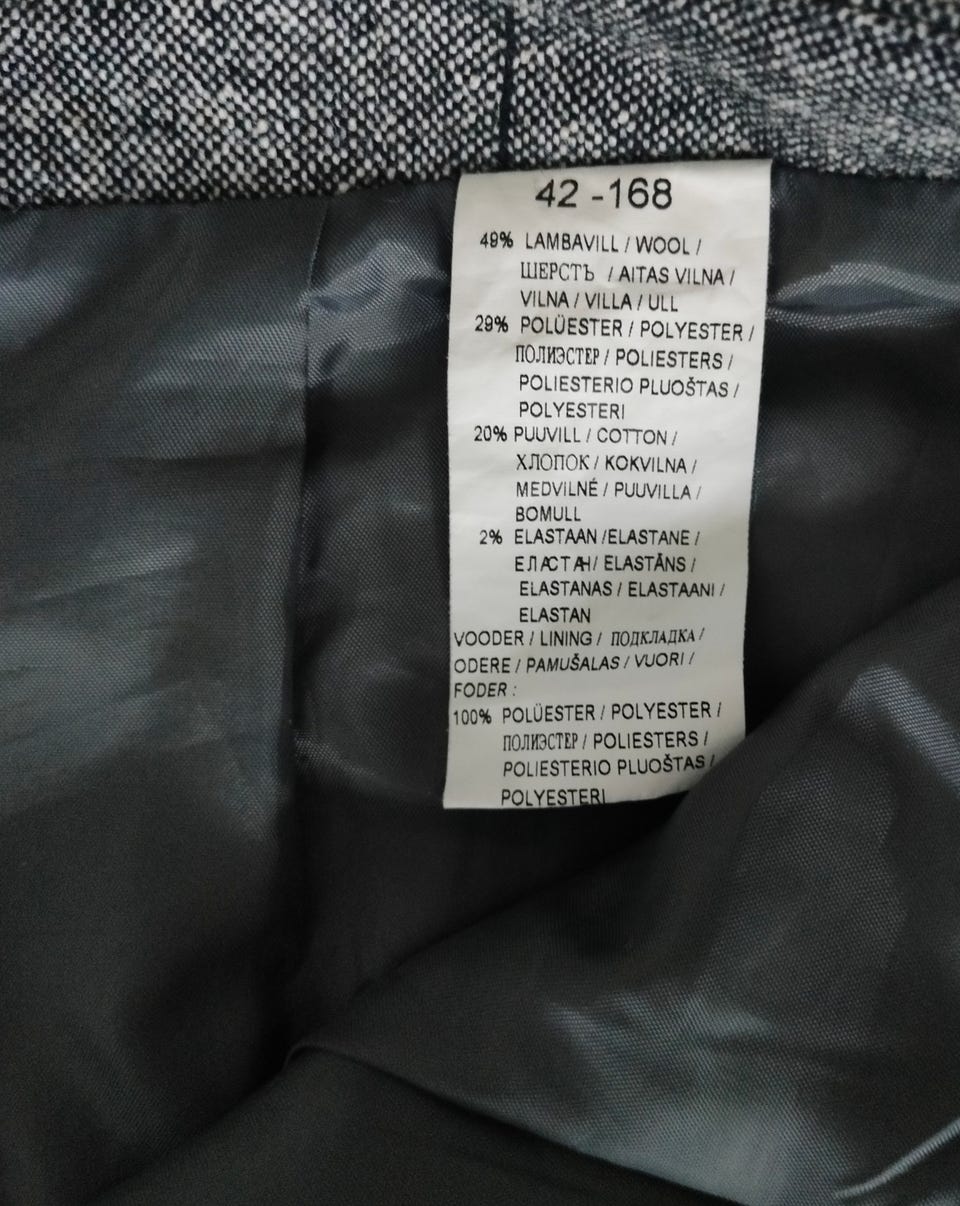 42 -168
49% LAMBAVILL / WOOL /
ШЕРСТЬ / AITAS VILNA /
VILNA / VILLA / ULL
29% POLÜESTER / POLYESTER /
ПОЛИЭСТЕР / POLIESTERS /
POLIESTERIO PLUOŠTAS /
POLYESTERI
20% PUUVILL / COTTON /
ХЛОПОК / KOKVILNA /
MEDVILNÉ / PUUVILLA /
BOMULL
2% ELASTAAN /ELASTANE /
ЕЛАСТАН/ ELASTĀNS /
ELASTANAS / ELASTAANI /
ELASTAN
VOODER / LINING / ПОДКЛАДКА /
ODERE / PAMUŠALAS / VUORI /
FODER :
100% POLÜESTER / POLYESTER /
ПОЛИЭСТЕР / POLIESTERS /
POLIESTERIO PLUOŠTAS /
POLYESTERI